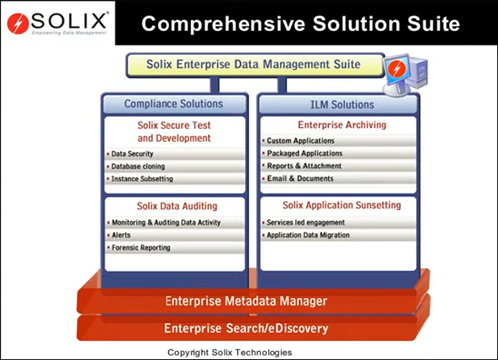 SOLIX®
Empowering Data Management
Comprehensive Solution Suite
Solix Enterprise Data Management Suite
Compliance Solutions
Solix Secure Test
and Development
Data Security
Database cloning
Instance Subsetting
Solix Data Auditing
Monitoring & Auditing Data Activity
Alerts
Forensic Reporting
ILM Solutions
Enterprise Archiving
Custom Applications
Packaged Applications
Reports & Attachment
Email & Documents
Solix Application Sunsetting
Services led engagement
Application Data Migration
Enterprise Metadata Manager
Enterprise Search/eDiscovery
Copyright Solix Technologies